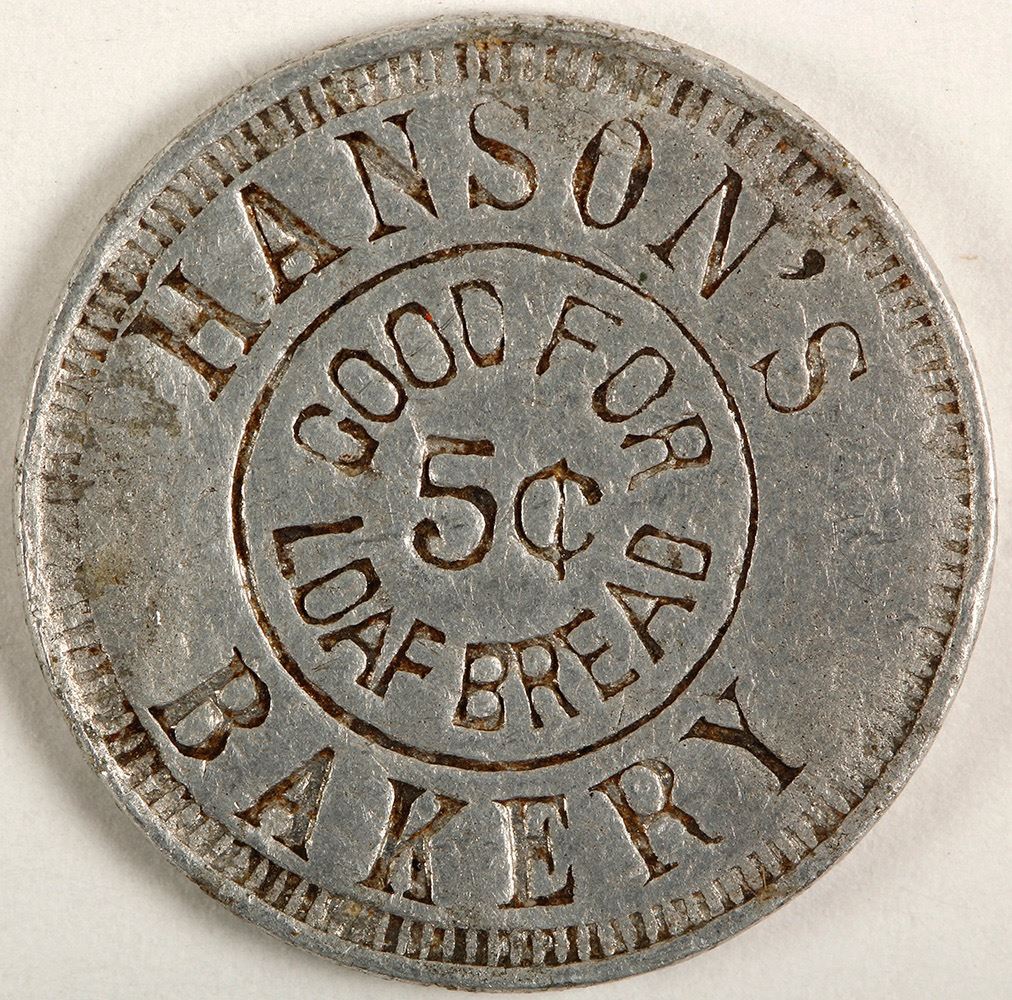 HANSON'S
GOOD FOR
5¢
LOAF BREAD
BAKERY